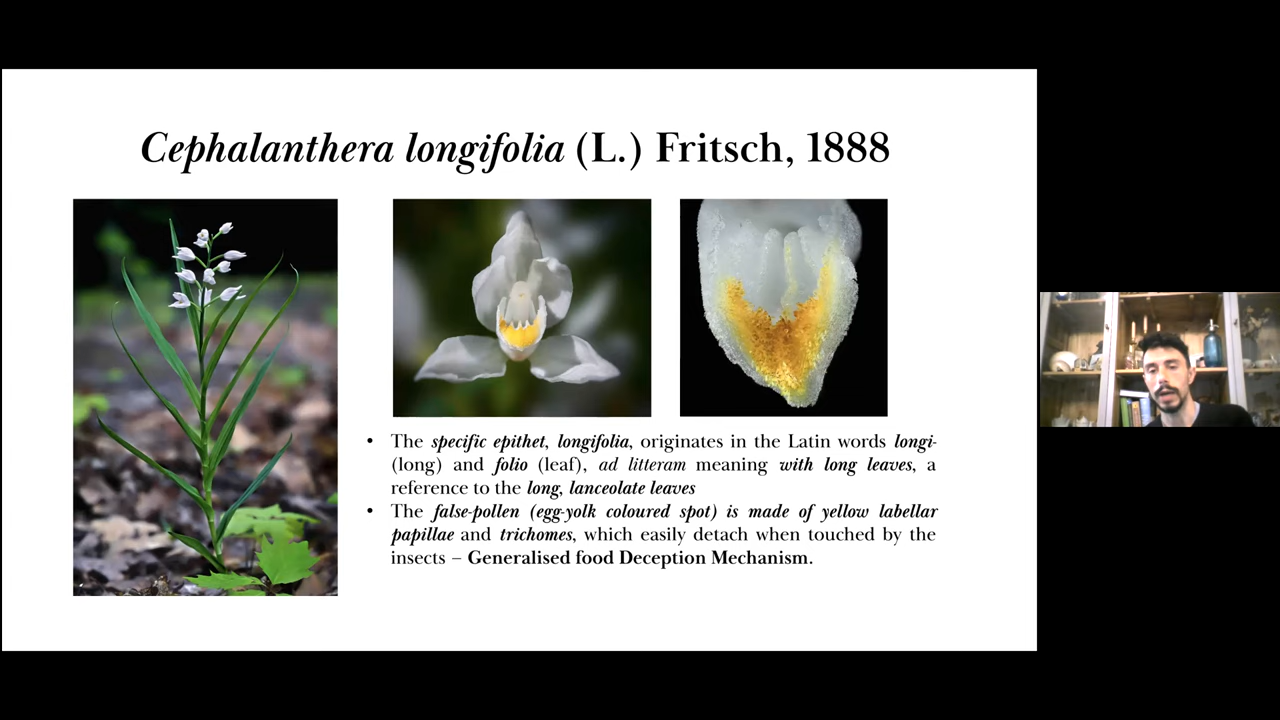 Cephalanthera longifolia (L.) Fritsch, 1888
• The specific epithet, longifolia, originates in the Latin words longi-
(long) and folio (leaf), ad litteram meaning with long leaves, a
reference to the long, lanceolate leaves
• The false-pollen (egg-yolk coloured spot) is made of yellow labellar
papillae and trichomes, which easily detach when touched by the
insects – Generalised food Deception Mechanism.